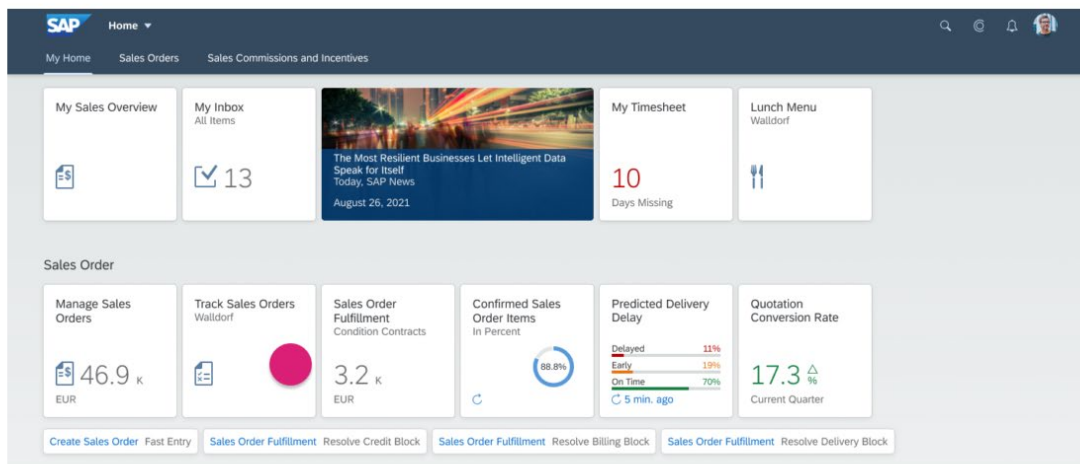 SAP
Home
My Home
Sales Orders
Sales Commissions and Incentives
My Sales Overview
My Inbox
All Items
13
The Most Resilient Businesses Let Intelligent Data
Speak for Itself
Today, SAP News
August 26, 2021
My Timesheet
10
Days Missing
Lunch Menu
Walldorf
Sales Order
Manage Sales
Orders
46.9 K
EUR
Track Sales Orders
Walldorf
Sales Order
Fulfillment
Condition Contracts
3.2 K
EUR
Confirmed Sales
Order Items
In Percent
88.8%
Predicted Delivery
Delay
Delayed 11%
Early 19%
On Time 70%
5 min. ago
Quotation
Conversion Rate
17.3 %
Current Quarter
Create Sales Order Fast Entry
Sales Order Fulfillment Resolve Credit Block
Sales Order Fulfillment Resolve Billing Block
Sales Order Fulfillment Resolve Delivery Block